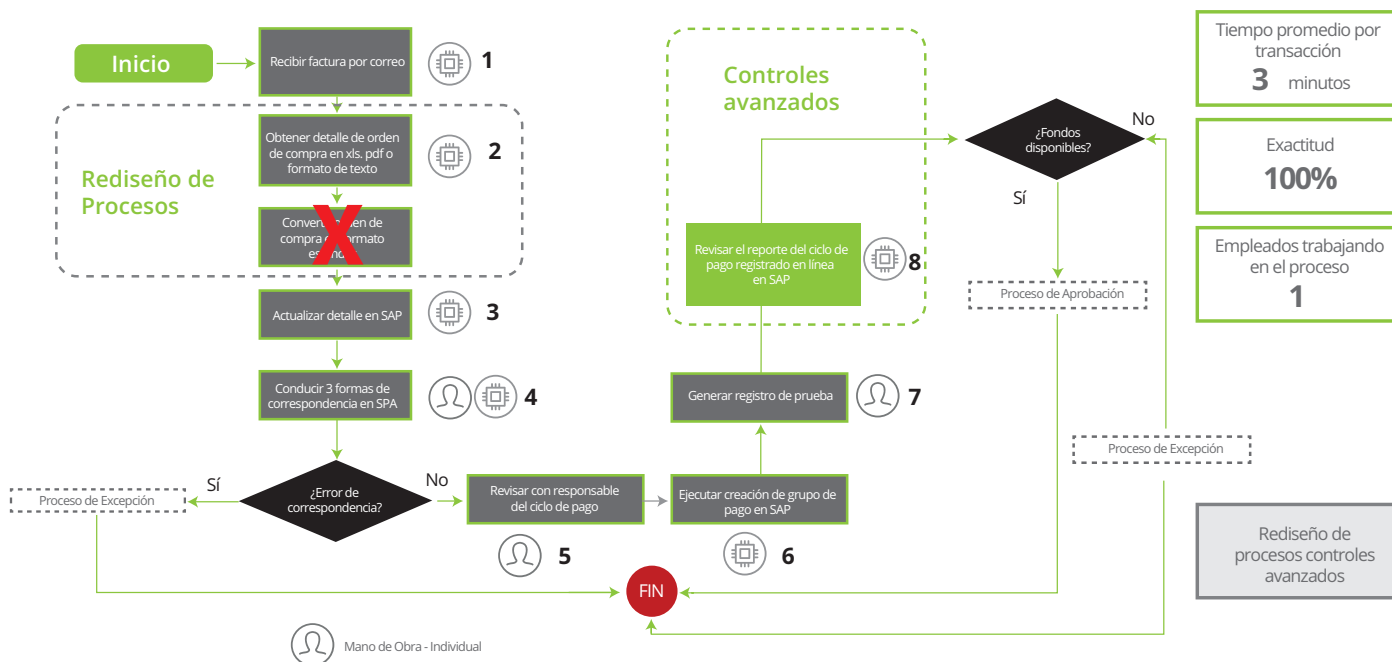 Inicio
Recibir factura por correo
1
Obtener detalle de orden
de compra en xls. pdf o
formato de texto
2
Rediseño de
Procesos
X
compra
formato
3
Actualizar detalle en SAP
Conducir 3 formas de
correspondencia en SPA
4
¿Error de
correspondencia?
Sí
No
Proceso de Excepción
Revisar con responsable
del ciclo de pago
5
Ejecutar creación de grupo de
pago en SAP
6
Generar registro de prueba
7
Controles
avanzados
Revisar el reporte del ciclo de
pago registrado en línea
en SAP
8
¿Fondos
disponibles?
No
Sí
Proceso de Aprobación
Proceso de Excepción
FIN
Mano de Obra - Individual
Tiempo promedio por
transacción
3 minutos
Exactitud
100%
Empleados trabajando
en el proceso
1
Rediseño de
procesos controles
avanzados